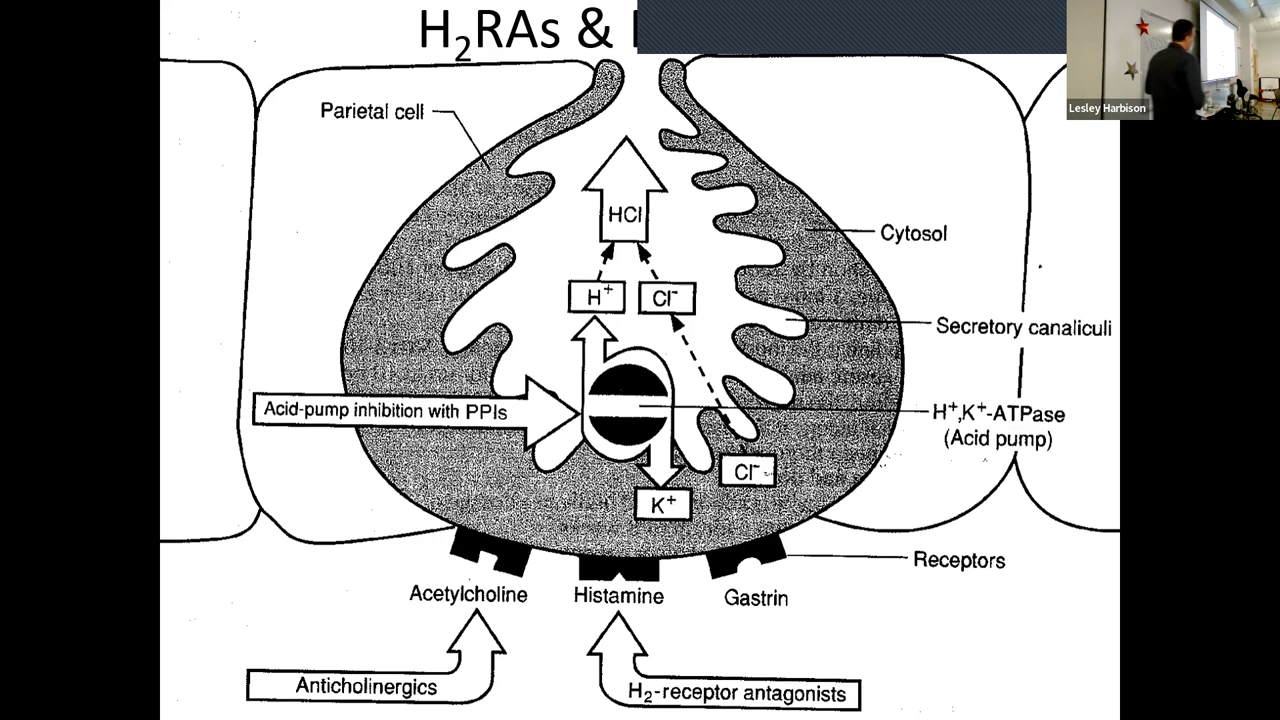 H₂RAs &
Lesley Harbison
Parietal cell
HCl
Cytosol
H⁺
Cl⁻
Secretory canaliculi
Acid-pump inhibition with PPIs
H⁺,K⁺-ATPase
(Acid pump)
Cl⁻
K⁺
Receptors
Acetylcholine
Histamine
Gastrin
Anticholinergics
H₂-receptor antagonists